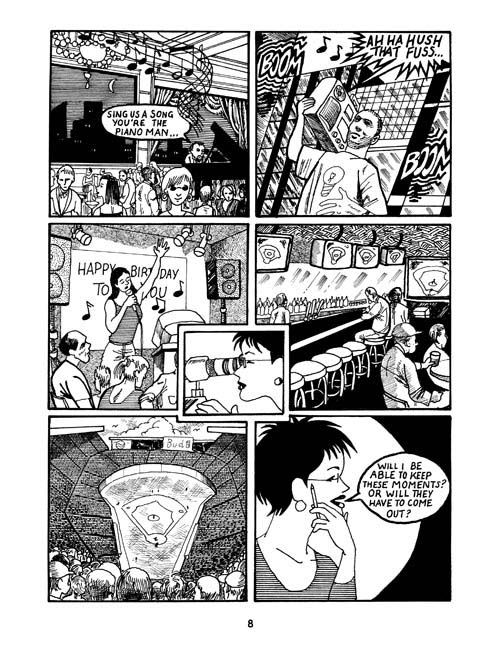 SING US A SONG
YOU'RE THE
PIANO MAN...
BOOM
AH HA HUSH
THAT FUSS...
BOOM
HAPPY BIRTHDAY
TO YOU
Bud
WILL I BE
ABLE TO KEEP
THESE MOMENTS?
OR WILL THEY
HAVE TO COME
OUT?
8